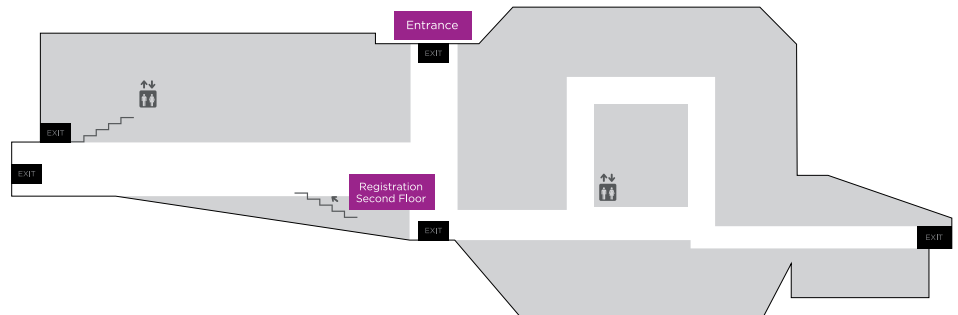 Entrance
EXIT
EXIT
EXIT
Registration
Second Floor
EXIT
EXIT